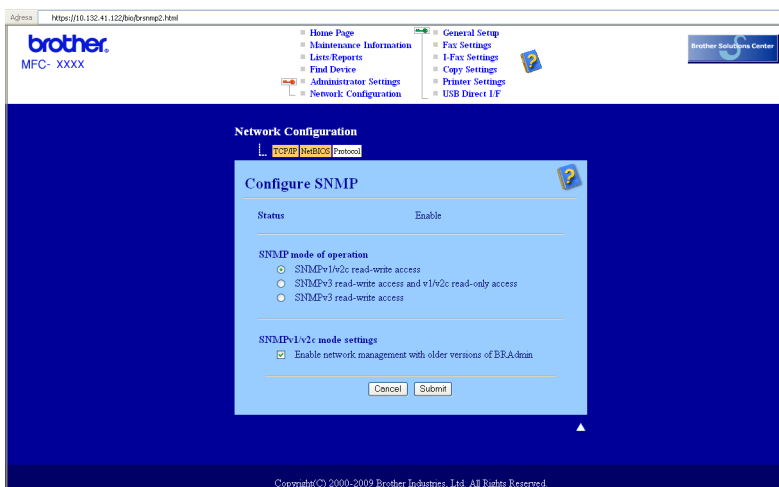 Agresa https://10.132.41.122/bio/brsnmp2.html
brother.
MFC- XXXX
Home Page
Maintenance Information
Lists/Reports
Find Device
Administrator Settings
Network Configuration
General Setup
Fax Settings
I-Fax Settings
Copy Settings
Printer Settings
USB Direct I/F
Brother Solutions Center
Network Configuration
TCP/IP NetBIOS Protocol
Configure SNMP
Status Enable
SNMP mode of operation
SNMPv1/v2c read-write access
SNMPv3 read-write access and v1/v2c read-only access
SNMPv3 read-write access
SNMPv1/v2c mode settings
Enable network management with older versions of BRAdmin
Cancel Submit
Copyright(C) 2000-2009 Brother Industries, Ltd. All Rights Reserved.